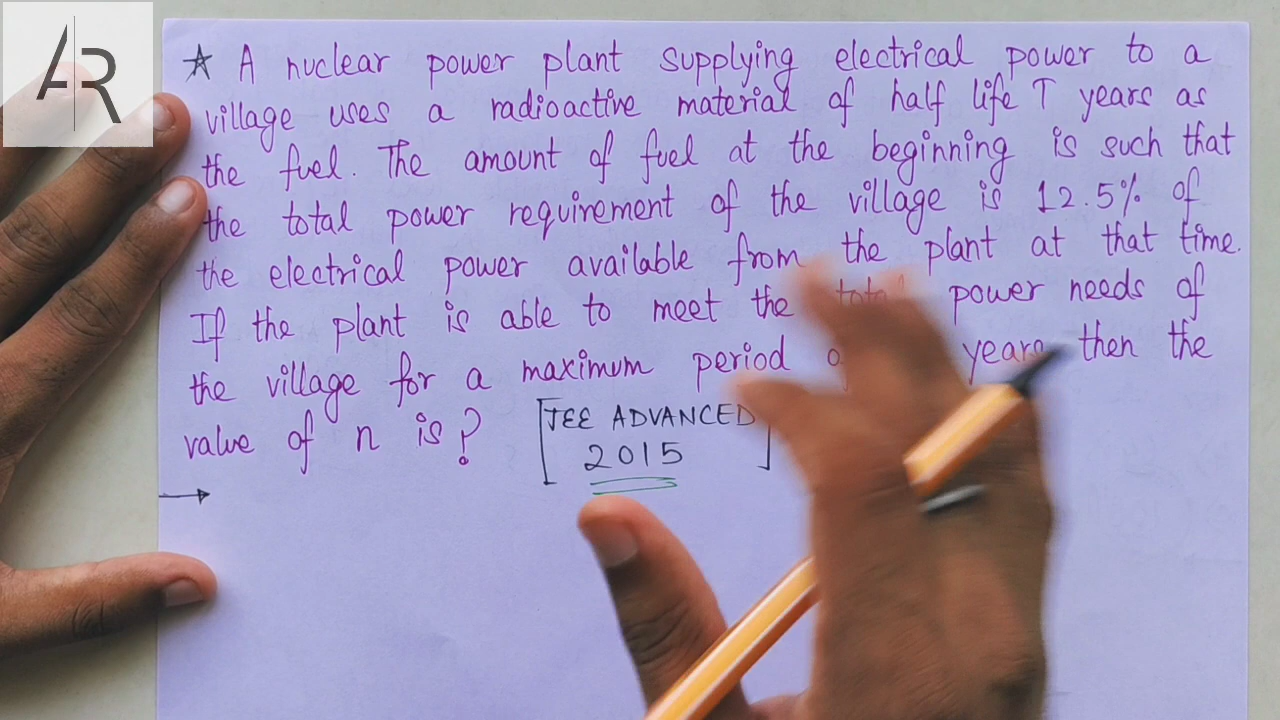 AR
☆ A nuclear power plant supplying electrical power to a
village uses a radioactive material of half life T years as
the fuel. The amount of fuel at the beginning is such that
the total power requirement of the village is 12.5% of
the electrical power available from the plant at that time.
If the plant is able to meet the total power needs of
the village for a maximum period years then the
value of n is?
[JEE ADVANCED
2015]